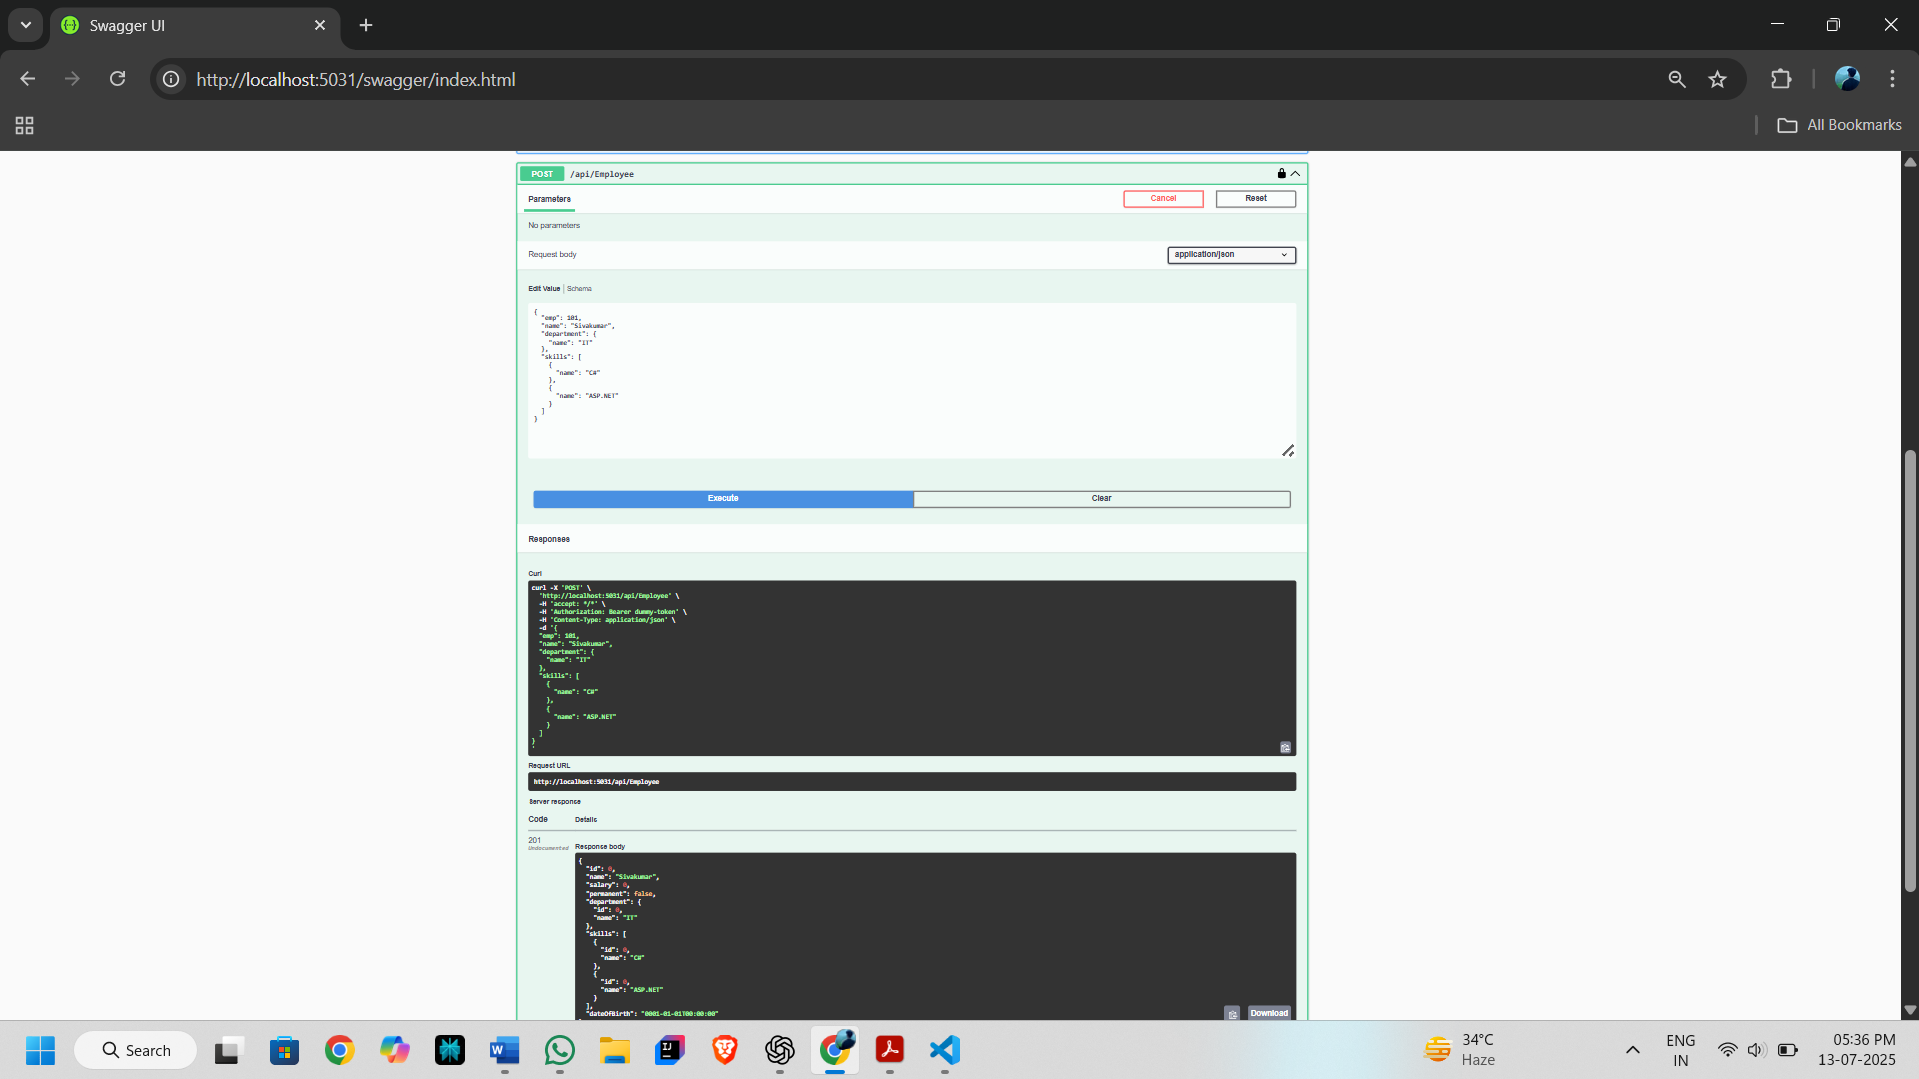 Swagger UI
http://localhost:5031/swagger/index.html
All Bookmarks
POST /api/Employee
Parameters
Cancel
Reset
No parameters
Request body
application/json
Edit Value | Schema
{
"emp": 101,
"name": "Sivakumar",
"department": {
"name": "IT"
},
"skills": [
{
"name": "C#"
},
{
"name": "ASP.NET"
}
]
}
Execute
Clear
Responses
Curl
curl -X 'POST' \
'http://localhost:5031/api/Employee' \
-H 'accept: */*' \
-H 'Authorization: Bearer dummy-token' \
-H 'Content-Type: application/json' \
-d '{
"emp": 101,
"name": "Sivakumar",
"department": {
"name": "IT"
},
"skills": [
{
"name": "C#"
},
{
"name": "ASP.NET"
}
]
}
'
Request URL
http://localhost:5031/api/Employee
Server response
Code Details
201
Undocumented
Response body
{
"id": 0,
"name": "Sivakumar",
"salary": 0,
"permanent": false,
"department": {
"id": 0,
"name": "IT"
},
"skills": [
{
"id": 0,
"name": "C#"
},
{
"id": 0,
"name": "ASP.NET"
}
],
"dateOfBirth": "0001-01-01T00:00:00"
Download
Search
34°C
Haze
ENG
IN
05:36 PM
13-07-2025